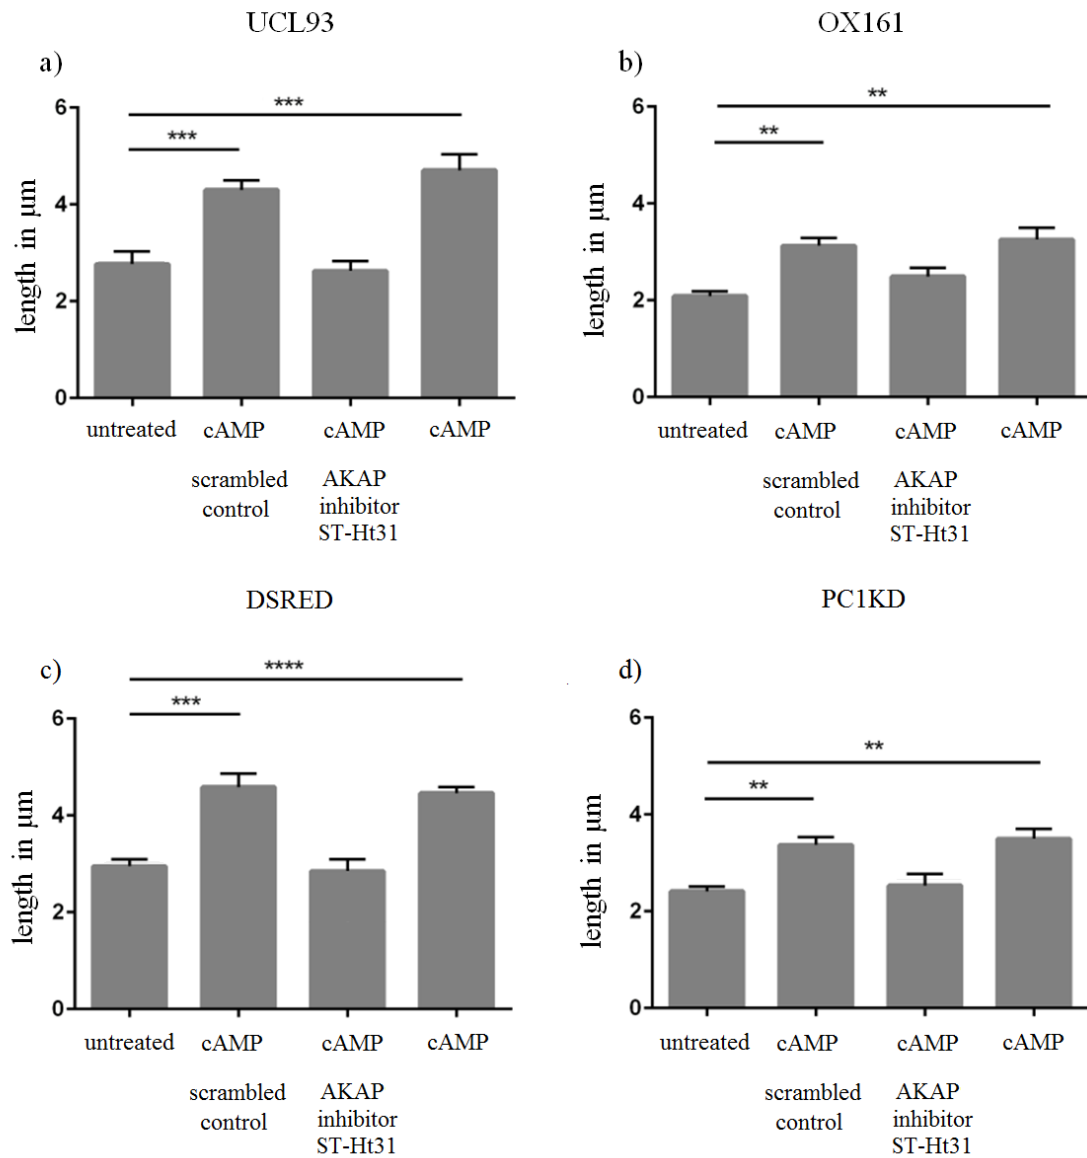 UCL93
a)
***
***
6
4
2
0
length in µm
untreated
cAMP
cAMP
cAMP
scrambled
control
AKAP
inhibitor
ST-Ht31
OX161
b)
**
**
6
4
2
0
length in µm
untreated
cAMP
cAMP
cAMP
scrambled
control
AKAP
inhibitor
ST-Ht31
DSRED
c)
****
***
6
4
2
0
length in µm
untreated
cAMP
cAMP
cAMP
scrambled
control
AKAP
inhibitor
ST-Ht31
PC1KD
d)
**
**
6
4
2
0
length in µm
untreated
cAMP
cAMP
cAMP
scrambled
control
AKAP
inhibitor
ST-Ht31